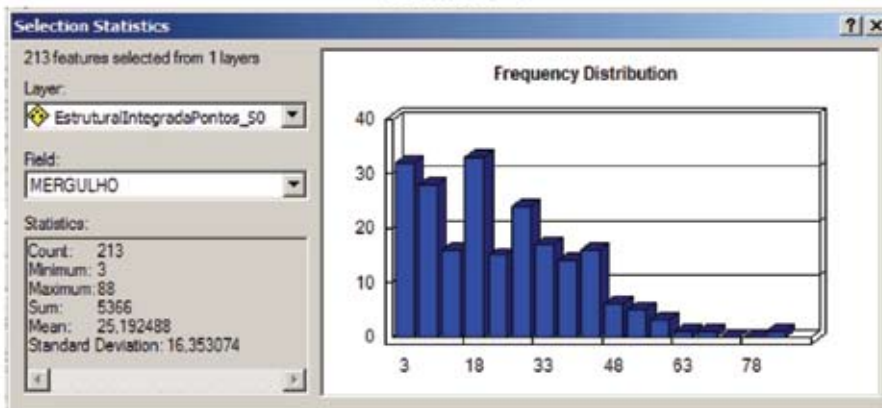 Selection Statistics
213 features selected from 1 layers
Layer:
EstruturalIntegradaPontos_S0
Field:
MERGULHO
Statistics:
Count: 213
Minimum: 3
Maximum: 88
Sum: 5366
Mean: 25,192488
Standard Deviation: 16,353074
Frequency Distribution
40
30
20
10
0
3 18 33 48 63 78